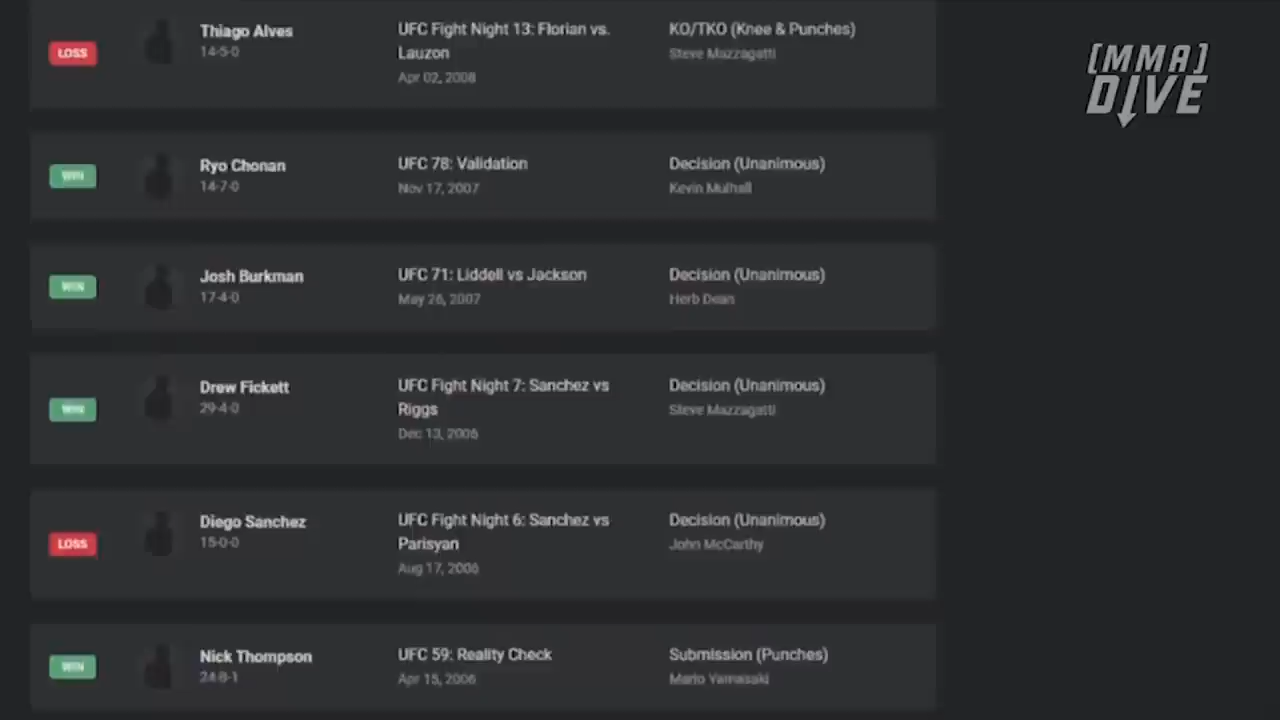 [MMA]
DIVE
LOSS
Thiago Alves
14-5-0
UFC Fight Night 13: Florian vs.
Lauzon
Apr 02, 2008
KO/TKO (Knee & Punches)
Steve Mazzagatti
WIN
Ryo Chonan
14-7-0
UFC 78: Validation
Nov 17, 2007
Decision (Unanimous)
Kevin Mulhall
WIN
Josh Burkman
17-4-0
UFC 71: Liddell vs Jackson
May 26, 2007
Decision (Unanimous)
Herb Dean
WIN
Drew Fickett
29-4-0
UFC Fight Night 7: Sanchez vs
Riggs
Dec 13, 2006
Decision (Unanimous)
Steve Mazzagatti
LOSS
Diego Sanchez
15-0-0
UFC Fight Night 6: Sanchez vs
Parisyan
Aug 17, 2006
Decision (Unanimous)
John McCarthy
WIN
Nick Thompson
24-8-1
UFC 59: Reality Check
Apr 15, 2006
Submission (Punches)
Mario Yamasaki